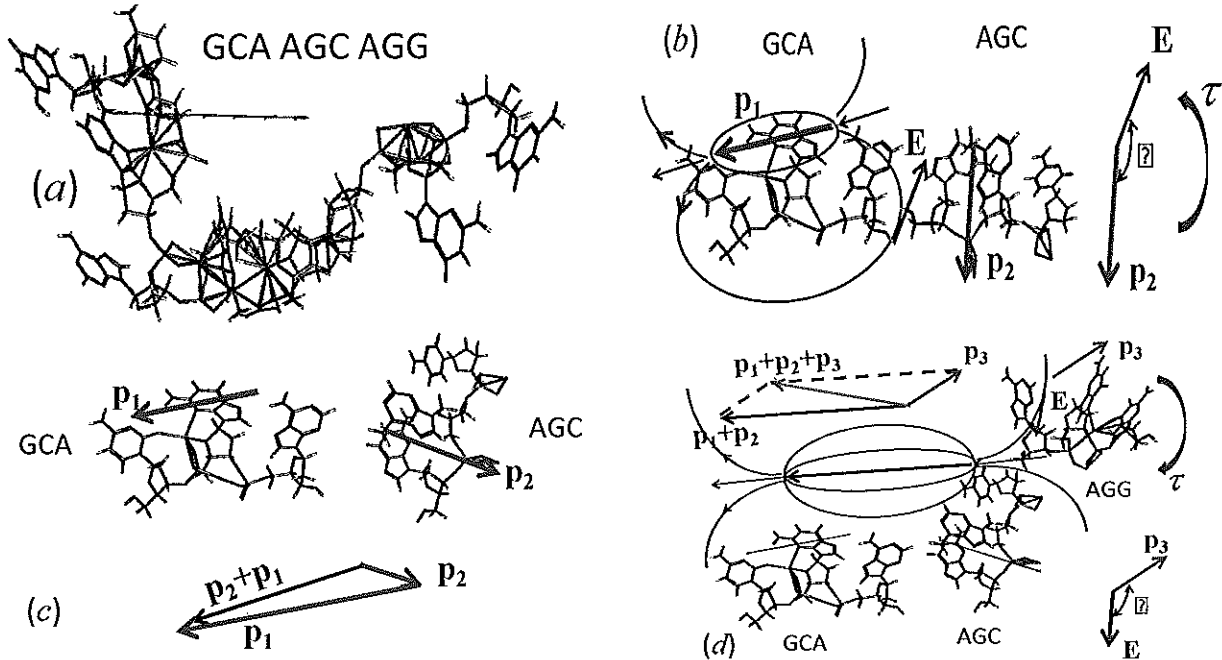 GCA AGC AGG
(a)
(b)
GCA
AGC
p₁
E
p₂
E
τ
p₂
GCA
p₁
AGC
p₂
(c)
p₂+p₁
p₂
p₁
p₁+p₂+p₃
p₃
p₁+p₂
p₃
E
AGG
τ
GCA
AGC
(d)
p₃
E